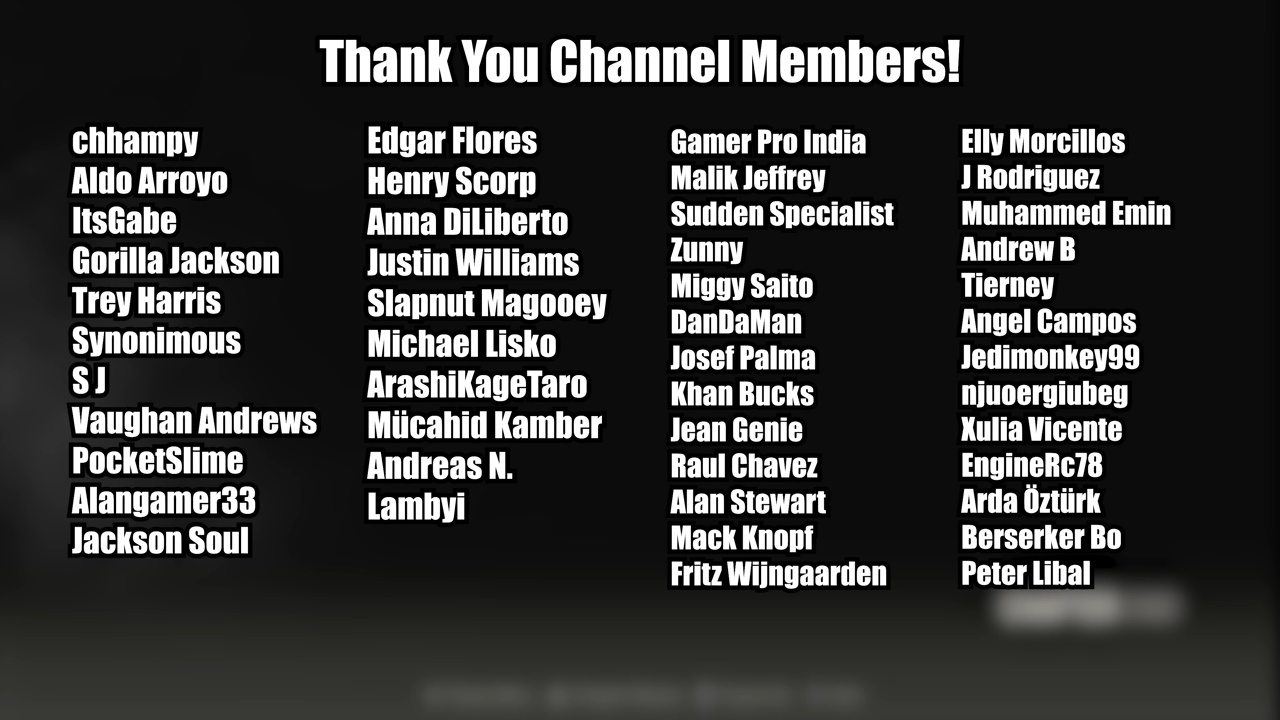 Thank You Channel Members!
chhampy
Aldo Arroyo
ItsGabe
Gorilla Jackson
Trey Harris
Synonimous
S J
Vaughan Andrews
PocketSlime
Alangamer33
Jackson Soul
Edgar Flores
Henry Scorp
Anna DiLiberto
Justin Williams
Slapnut Magooey
Michael Lisko
ArashiKageTaro
Mücahid Kamber
Andreas N.
Lambyi
Gamer Pro India
Malik Jeffrey
Sudden Specialist
Zunny
Miggy Saito
DanDaMan
Josef Palma
Khan Bucks
Jean Genie
Raul Chavez
Alan Stewart
Mack Knopf
Fritz Wijngaarden
Elly Morcillos
J Rodriguez
Muhammed Emin
Andrew B
Tierney
Angel Campos
Jedimonkey99
njuoergiubeg
Xulia Vicente
EngineRc78
Arda Öztürk
Berserker Bo
Peter Libal